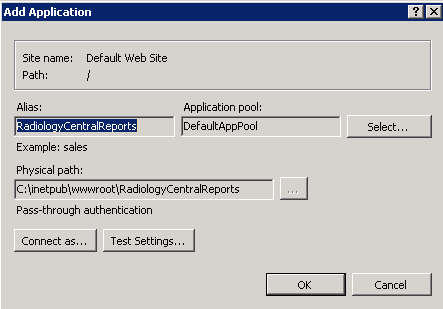 Add Application
Site name: Default Web Site
Path: /
Alias: Application pool:
RadiologyCentralReports DefaultAppPool Select...
Example: sales
Physical path:
C:\inetpub\wwwroot\RadiologyCentralReports ...
Pass-through authentication
Connect as... Test Settings...
OK Cancel